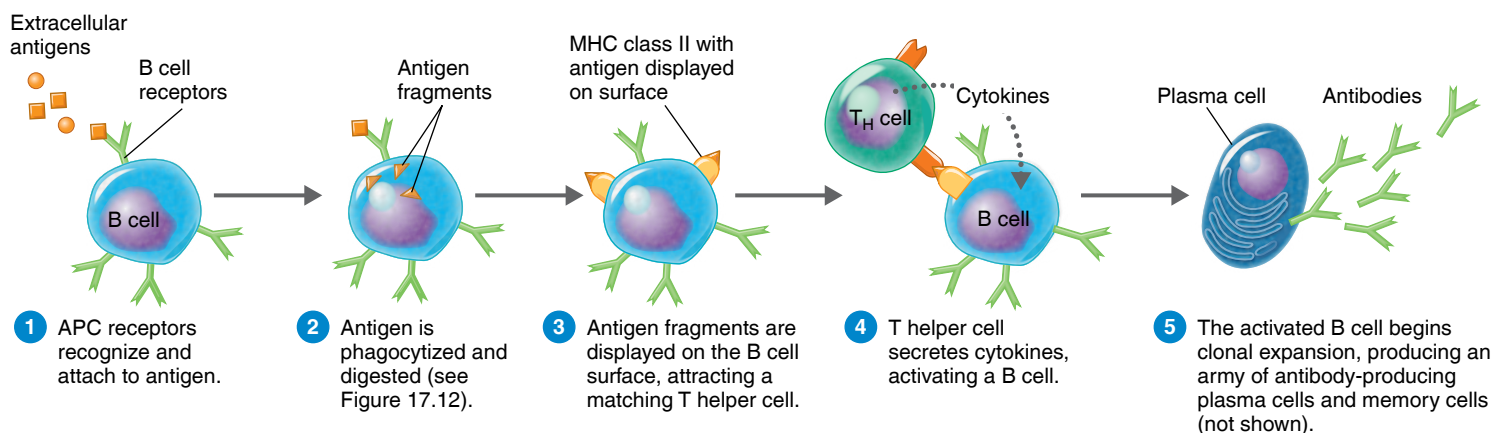 Extracellular
antigens
B cell
receptors
Antigen
fragments
MHC class II with
antigen displayed
on surface
Cytokines
Plasma cell
Antibodies
B cell
T_H cell
B cell
1 APC receptors
recognize and
attach to antigen.
2 Antigen is
phagocytized and
digested (see
Figure 17.12).
3 Antigen fragments are
displayed on the B cell
surface, attracting a
matching T helper cell.
4 T helper cell
secretes cytokines,
activating a B cell.
5 The activated B cell begins
clonal expansion, producing an
army of antibody-producing
plasma cells and memory cells
(not shown).